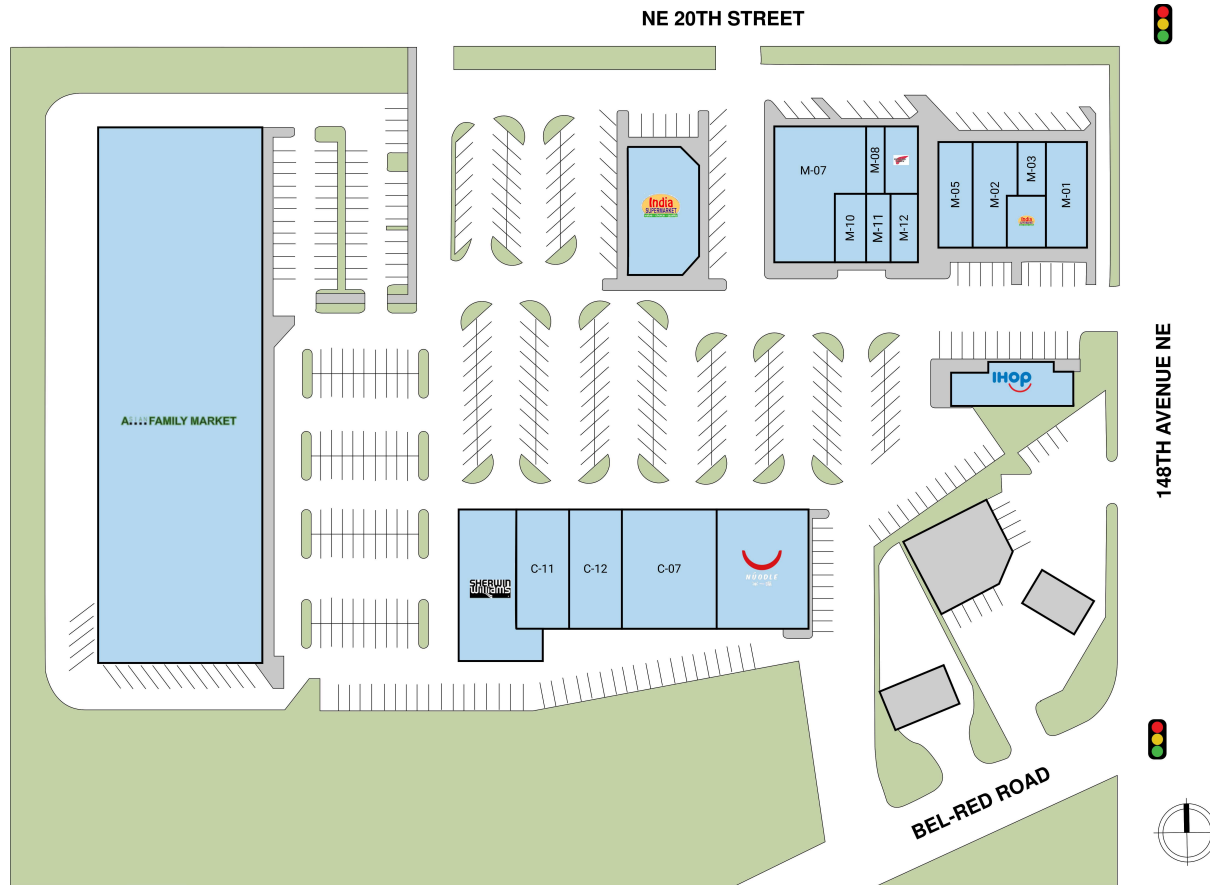 NE 20TH STREET
M-07
M-08
M-10
M-11
M-12
M-05
M-02
M-03
M-01
India
SUPERMARKET
148TH AVENUE NE
IHOP
FAMILY MARKET
SHERWIN
Williams
C-11
C-12
C-07
NOODLE
BEL-RED ROAD